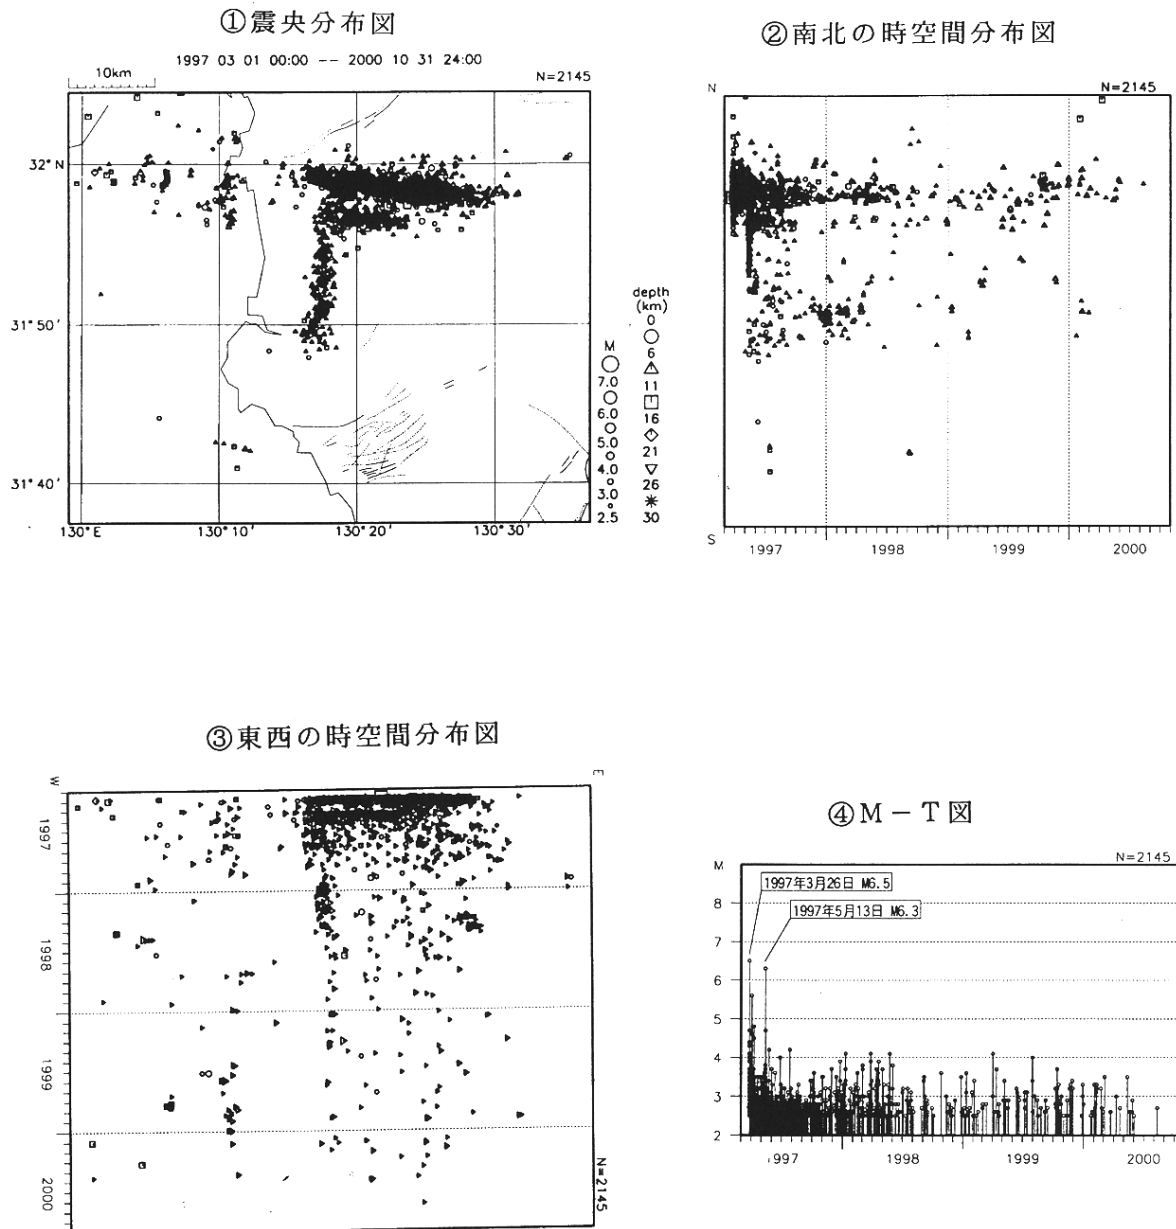 ①震央分布図
1997 03 01 00:00 -- 2000 10 31 24:00
10km
N=2145
32°N
31°50′
31°40′
130°E
130°10′
130°20′
130°30′
M
7.0
6.0
5.0
4.0
3.0
2.5
depth
(km)
0
6
11
16
21
26
30
②南北の時空間分布図
N
N=2145
S
1997
1998
1999
2000
③東西の時空間分布図
W
E
1997
1998
1999
2000
N=2145
④M－T図
M
N=2145
1997年3月26日 M6.5
1997年5月13日 M6.3
8
7
6
5
4
3
2
1997
1998
1999
2000